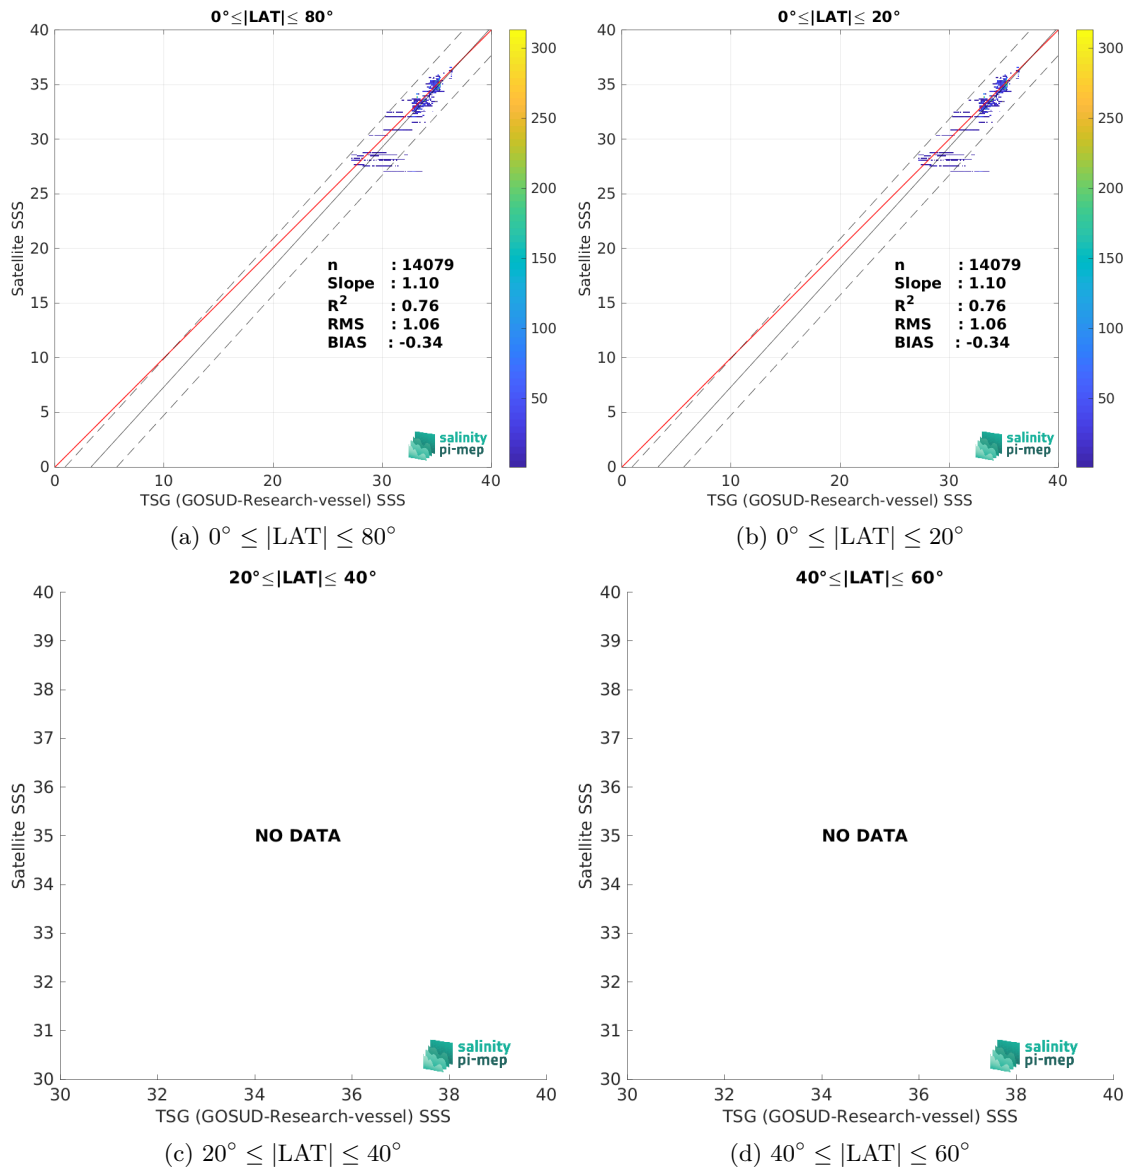 0°≤|LAT|≤ 80°
40
35
30
25
20
15
10
5
0
Satellite SSS
n : 14079
Slope : 1.10
R² : 0.76
RMS : 1.06
BIAS : -0.34
salinity
pi-mep
0 10 20 30 40
TSG (GOSUD-Research-vessel) SSS
300
250
200
150
100
50
(a) 0° ≤ |LAT| ≤ 80°
0°≤|LAT|≤ 20°
40
35
30
25
20
15
10
5
0
Satellite SSS
n : 14079
Slope : 1.10
R² : 0.76
RMS : 1.06
BIAS : -0.34
salinity
pi-mep
0 10 20 30 40
TSG (GOSUD-Research-vessel) SSS
300
250
200
150
100
50
(b) 0° ≤ |LAT| ≤ 20°
20°≤|LAT|≤ 40°
40
39
38
37
36
35
34
33
32
31
30
Satellite SSS
NO DATA
salinity
pi-mep
30 32 34 36 38 40
TSG (GOSUD-Research-vessel) SSS
(c) 20° ≤ |LAT| ≤ 40°
40°≤|LAT|≤ 60°
40
39
38
37
36
35
34
33
32
31
30
Satellite SSS
NO DATA
salinity
pi-mep
30 32 34 36 38 40
TSG (GOSUD-Research-vessel) SSS
(d) 40° ≤ |LAT| ≤ 60°